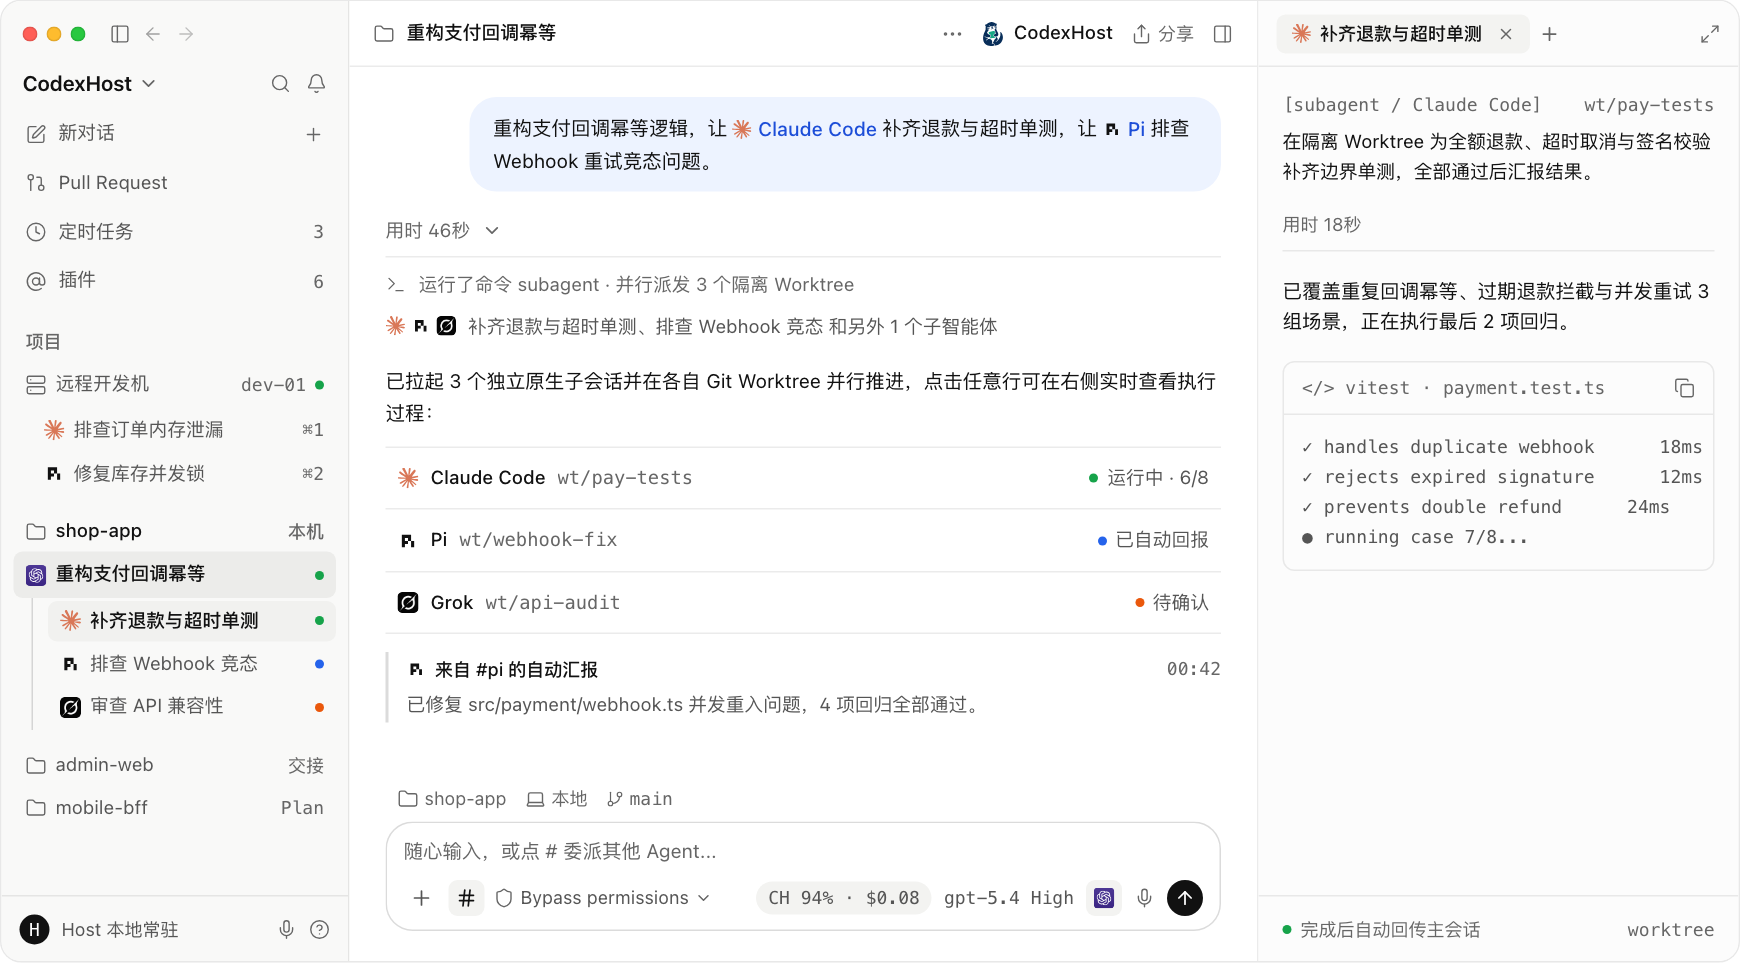 CodexHost
新对话
Pull Request
定时任务 3
插件 6
项目
远程开发机 dev-01
排查订单内存泄漏 ⌘1
修复库存并发锁 ⌘2
shop-app 本机
重构支付回调幂等
补齐退款与超时单测
排查 Webhook 竞态
审查 API 兼容性
admin-web 交接
mobile-bff Plan
H Host 本地常驻
重构支付回调幂等
CodexHost 分享
重构支付回调幂等逻辑，让 Claude Code 补齐退款与超时单测，让 Pi 排查
Webhook 重试竞态问题。
用时 46秒
>_ 运行了命令 subagent · 并行派发 3 个隔离 Worktree
补齐退款与超时单测、排查 Webhook 竞态 和另外 1 个子智能体
已拉起 3 个独立原生子会话并在各自 Git Worktree 并行推进，点击任意行可在右侧实时查看执行
过程：
Claude Code wt/pay-tests 运行中 · 6/8
Pi wt/webhook-fix 已自动回报
Grok wt/api-audit 待确认
来自 #pi 的自动汇报 00:42
已修复 src/payment/webhook.ts 并发重入问题，4 项回归全部通过。
shop-app 本地 main
随心输入，或点 # 委派其他 Agent...
# Bypass permissions CH 94% · $0.08 gpt-5.4 High
补齐退款与超时单测
[subagent / Claude Code] wt/pay-tests
在隔离 Worktree 为全额退款、超时取消与签名校验
补齐边界单测，全部通过后汇报结果。
用时 18秒
已覆盖重复回调幂等、过期退款拦截与并发重试 3
组场景，正在执行最后 2 项回归。
</> vitest · payment.test.ts
✓ handles duplicate webhook 18ms
✓ rejects expired signature 12ms
✓ prevents double refund 24ms
● running case 7/8...
完成后自动回传主会话 worktree